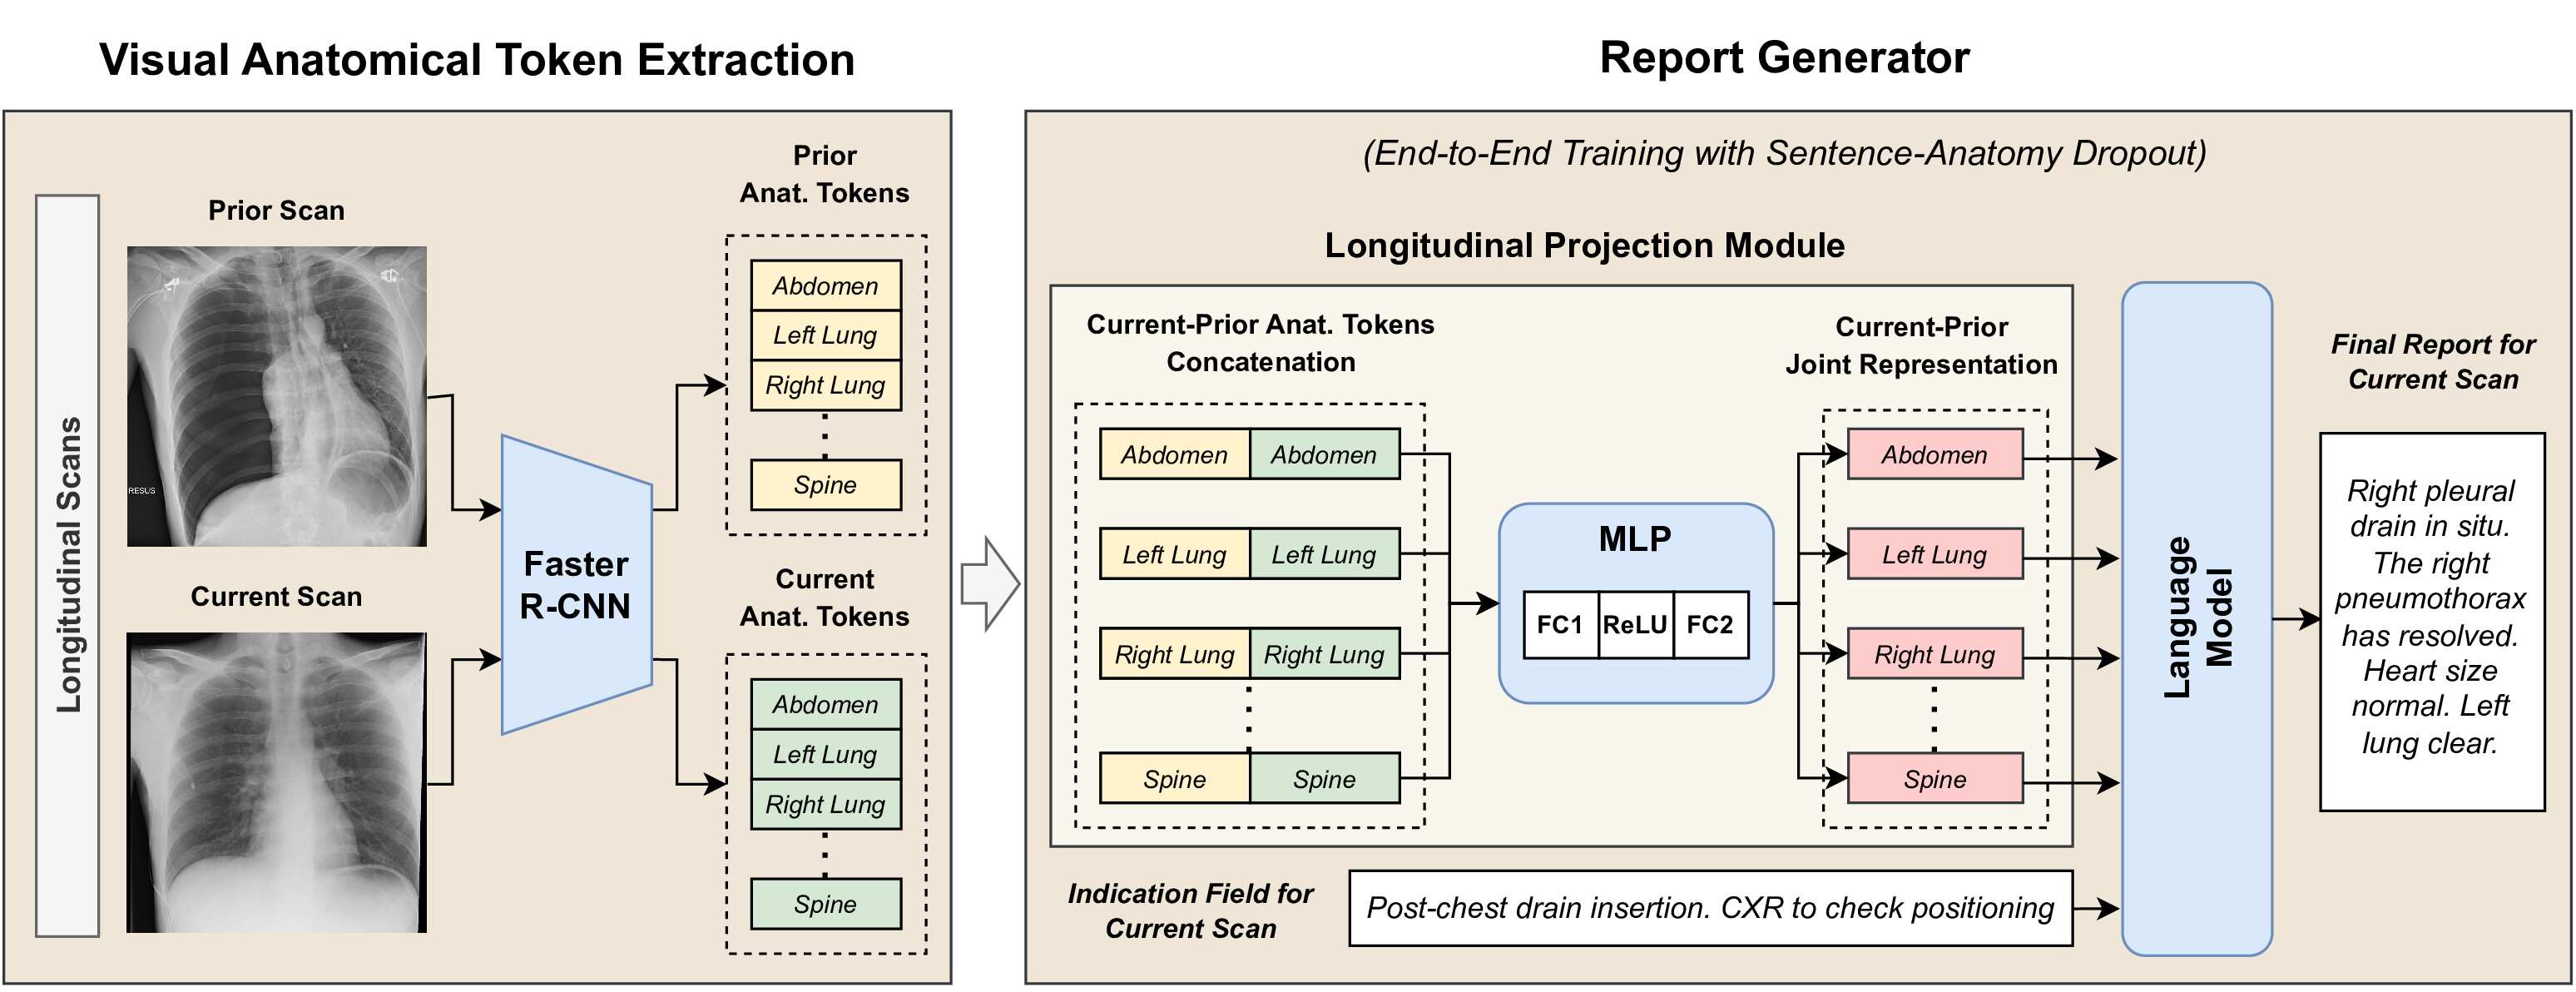 Visual Anatomical Token Extraction
Longitudinal Scans
Prior Scan
RESUS
Current Scan
Faster
R-CNN
Prior
Anat. Tokens
Abdomen
Left Lung
Right Lung
Spine
Current
Anat. Tokens
Abdomen
Left Lung
Right Lung
Spine
Report Generator
(End-to-End Training with Sentence-Anatomy Dropout)
Longitudinal Projection Module
Current-Prior Anat. Tokens
Concatenation
Abdomen Abdomen
Left Lung Left Lung
Right Lung Right Lung
Spine Spine
MLP
FC1 ReLU FC2
Current-Prior
Joint Representation
Abdomen
Left Lung
Right Lung
Spine
Indication Field for
Current Scan
Post-chest drain insertion. CXR to check positioning
Language
Model
Final Report for
Current Scan
Right pleural
drain in situ.
The right
pneumothorax
has resolved.
Heart size
normal. Left
lung clear.